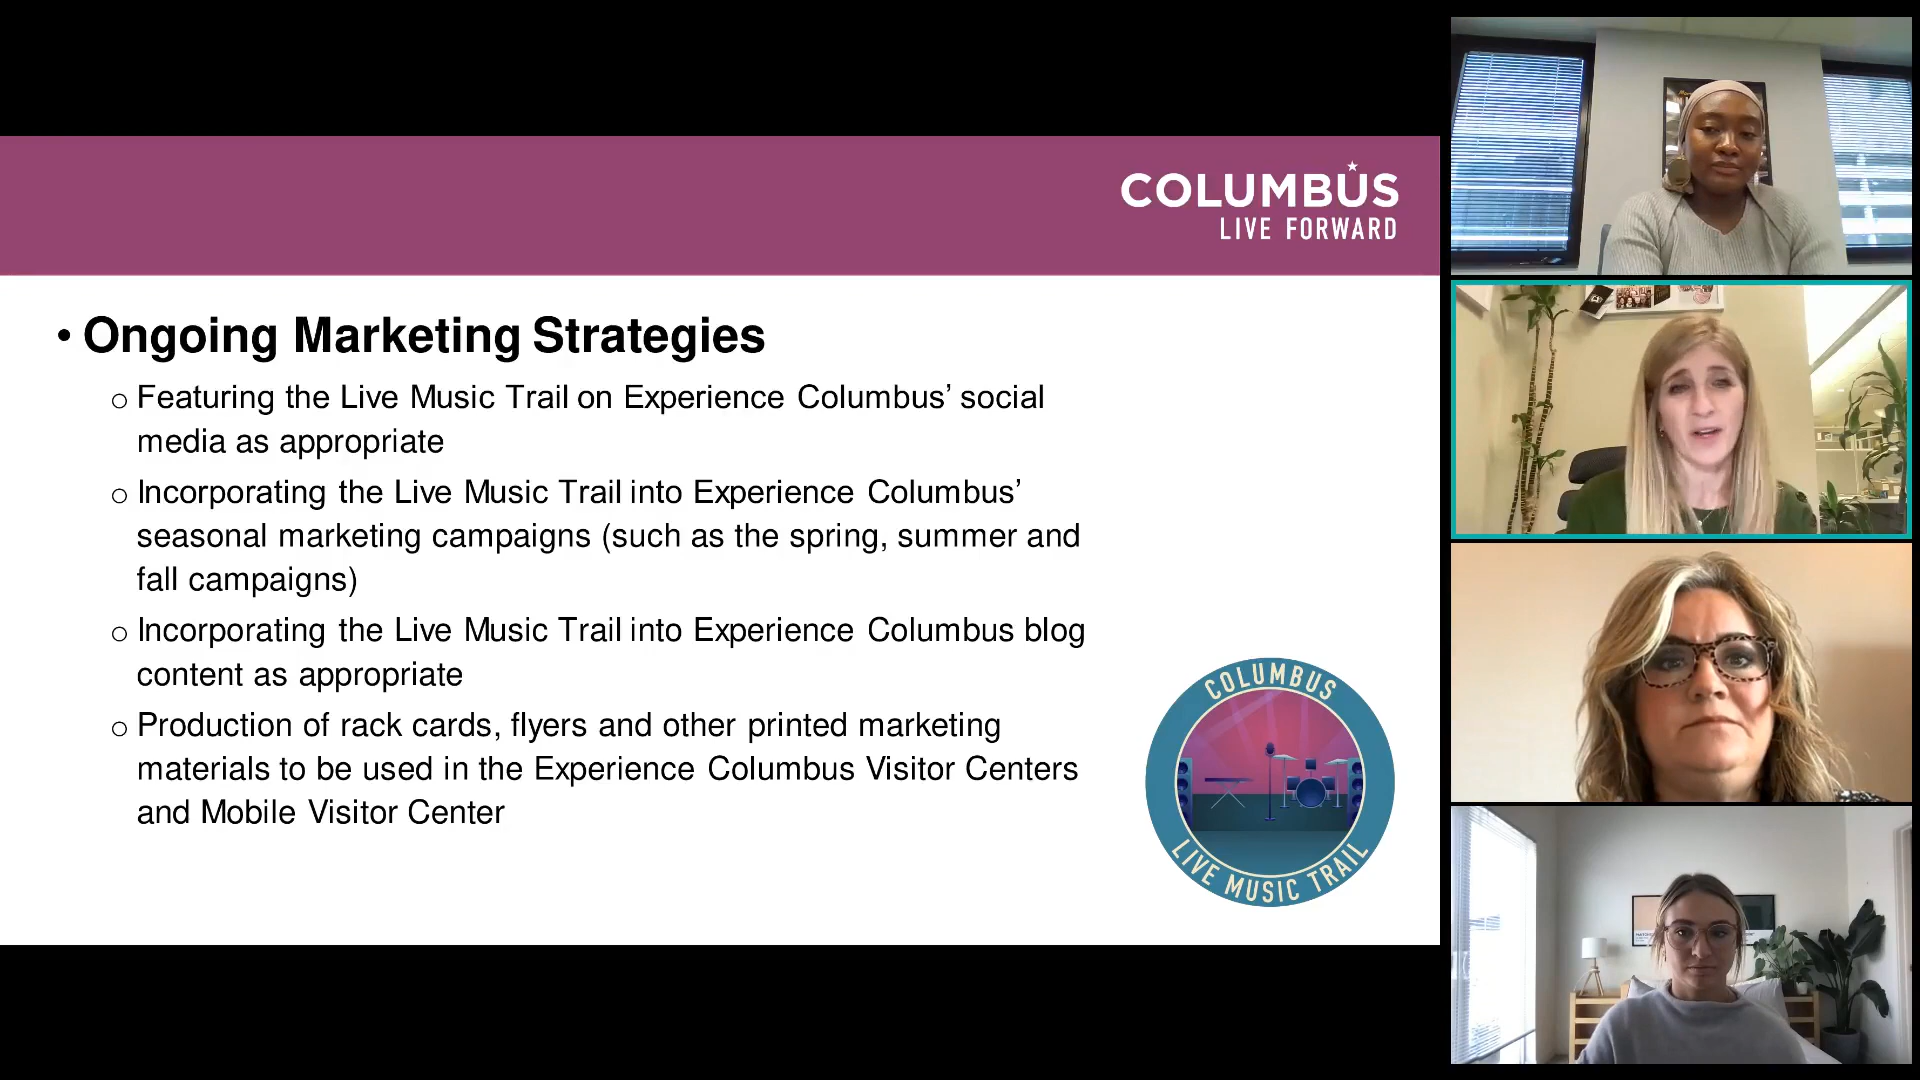 COLUMBUS
LIVE FORWARD
• Ongoing Marketing Strategies
o Featuring the Live Music Trail on Experience Columbus’ social
media as appropriate
o Incorporating the Live Music Trail into Experience Columbus’
seasonal marketing campaigns (such as the spring, summer and
fall campaigns)
o Incorporating the Live Music Trail into Experience Columbus blog
content as appropriate
o Production of rack cards, flyers and other printed marketing
materials to be used in the Experience Columbus Visitor Centers
and Mobile Visitor Center
COLUMBUS
LIVE MUSIC TRAIL